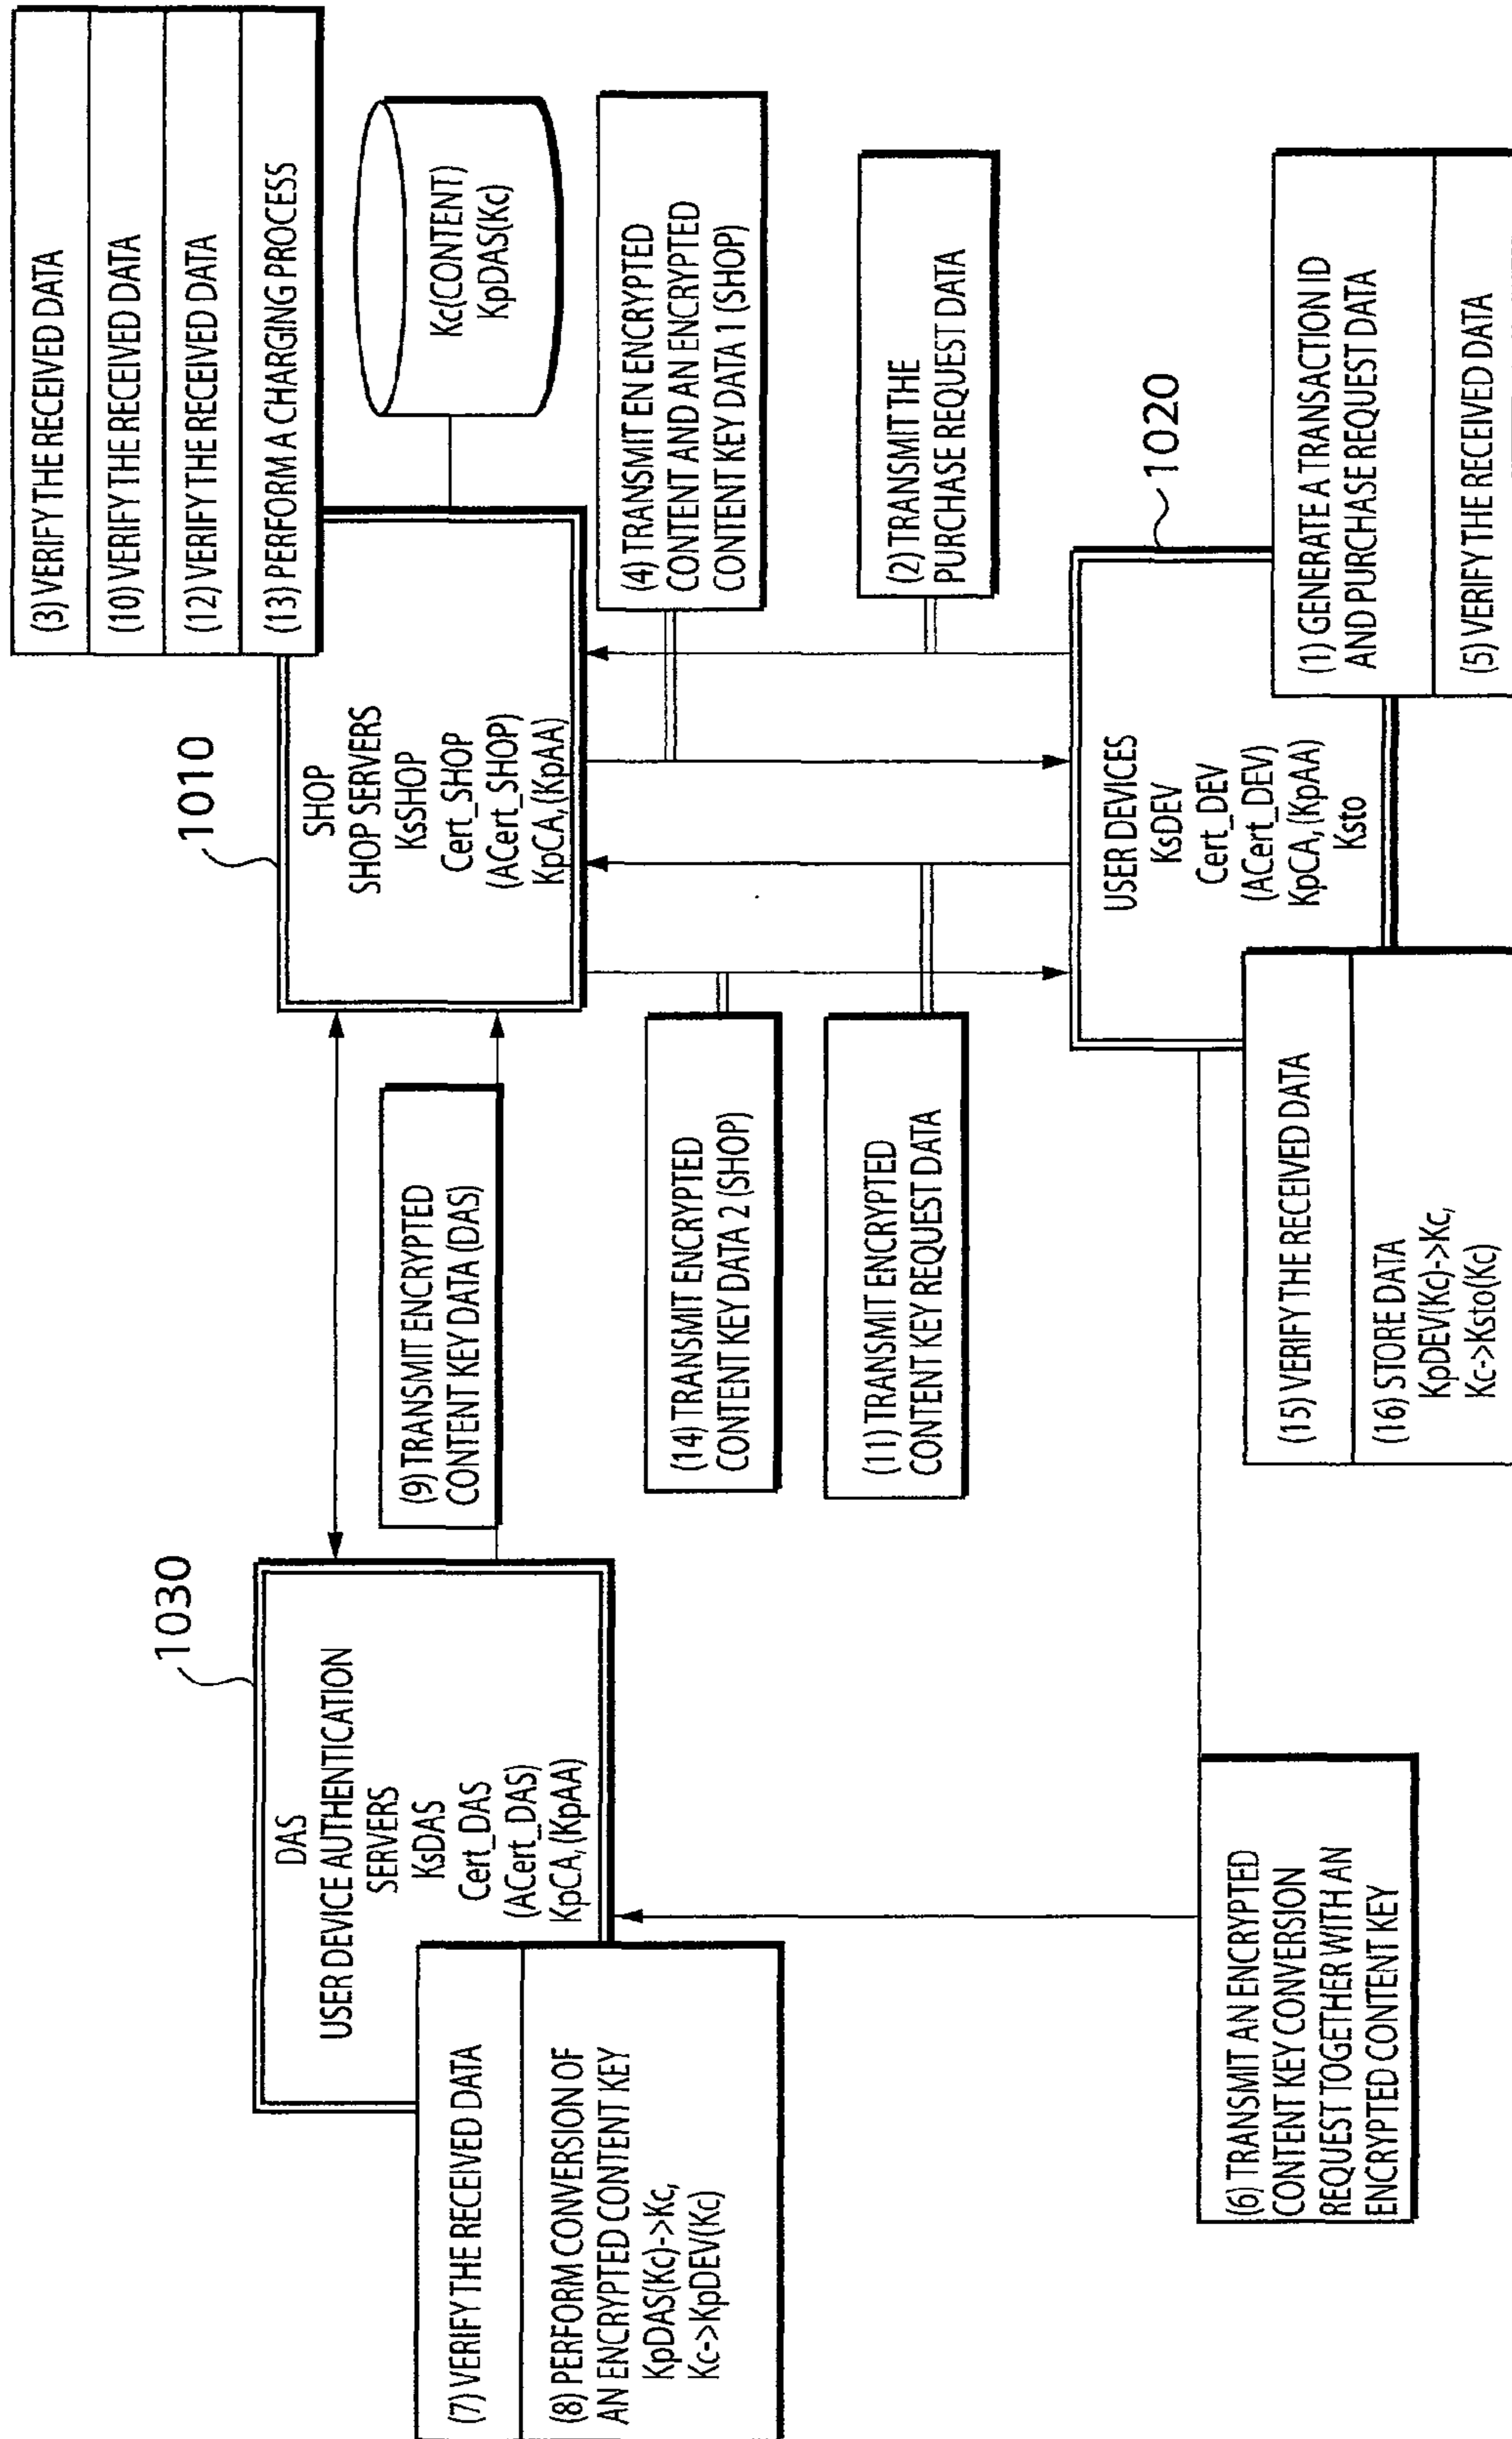 1030
DAS
USER DEVICE AUTHENTICATION
SERVERS
KsDAS
Cert_DAS
(ACert_DAS)
KpCA, (KpAA)
(7) VERIFY THE RECEIVED DATA
(8) PERFORM CONVERSION OF
AN ENCRYPTED CONTENT KEY
KpDAS(Kc)->Kc,
Kc->KpDEV(Kc)
(9) TRANSMIT ENCRYPTED
CONTENT KEY DATA (DAS)
1010
SHOP
SHOP SERVERS
KsSHOP
Cert_SHOP
(ACert_SHOP)
KpCA, (KpAA)
(3) VERIFY THE RECEIVED DATA
(10) VERIFY THE RECEIVED DATA
(12) VERIFY THE RECEIVED DATA
(13) PERFORM A CHARGING PROCESS
Kc(CONTENT)
KpDAS(Kc)
(14) TRANSMIT ENCRYPTED
CONTENT KEY DATA 2 (SHOP)
(11) TRANSMIT ENCRYPTED
CONTENT KEY REQUEST DATA
(4) TRANSMIT EN ENCRYPTED
CONTENT AND AN ENCRYPTED
CONTENT KEY DATA 1 (SHOP)
(2) TRANSMIT THE
PURCHASE REQUEST DATA
(6) TRANSMIT AN ENCRYPTED
CONTENT KEY CONVERSION
REQUEST TOGETHER WITH AN
ENCRYPTED CONTENT KEY
1020
USER DEVICES
KsDEV
Cert_DEV
(ACert_DEV)
KpCA, (KpAA)
Ksto
(15) VERIFY THE RECEIVED DATA
(16) STORE DATA
KpDEV(Kc)->Kc,
Kc->Ksto(Kc)
(1) GENERATE A TRANSACTION ID
AND PURCHASE REQUEST DATA
(5) VERIFY THE RECEIVED DATA